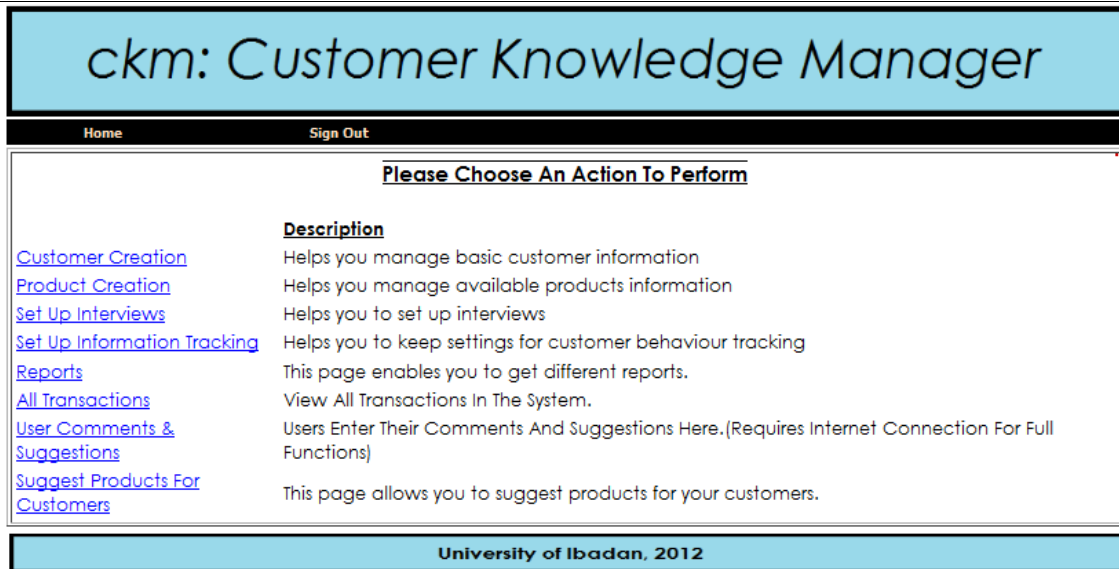 ckm: Customer Knowledge Manager
Home Sign Out
Please Choose An Action To Perform
Description
Customer Creation Helps you manage basic customer information
Product Creation Helps you manage available products information
Set Up Interviews Helps you to set up interviews
Set Up Information Tracking Helps you to keep settings for customer behaviour tracking
Reports This page enables you to get different reports.
All Transactions View All Transactions In The System.
User Comments & Users Enter Their Comments And Suggestions Here.(Requires Internet Connection For Full
Suggestions Functions)
Suggest Products For
Customers This page allows you to suggest products for your customers.
University of Ibadan, 2012